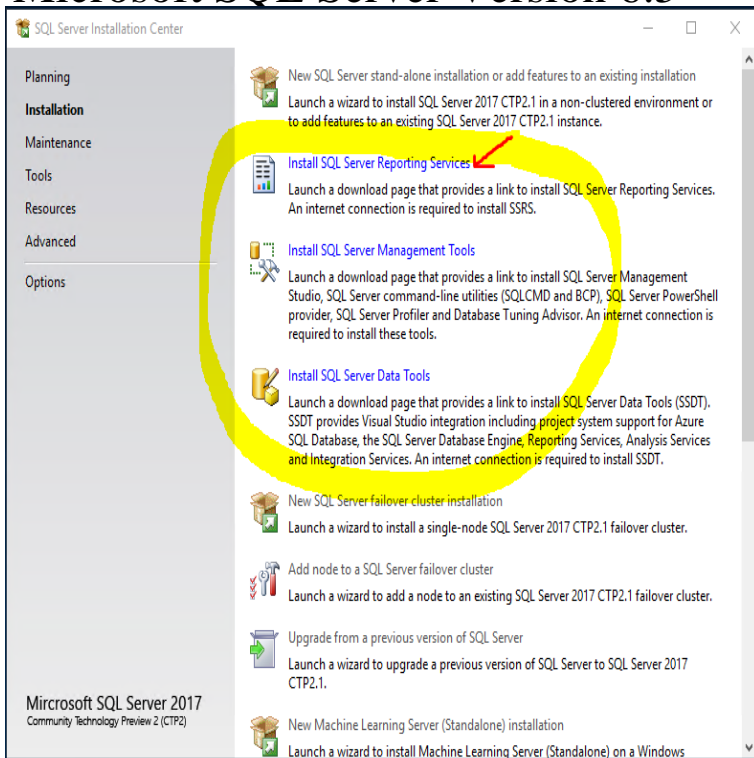 Microsoft SQL Server Version 6.5
SQL Server Installation Center
Planning
Installation
Maintenance
Tools
Resources
Advanced
Options
Mircrosoft SQL Server 2017
Community Technology Preview 2 (CTP2)
New SQL Server stand-alone installation or add features to an existing installation
Launch a wizard to install SQL Server 2017 CTP2.1 in a non-clustered environment or
to add features to an existing SQL Server 2017 CTP2.1 instance.
Install SQL Server Reporting Services
Launch a download page that provides a link to install SQL Server Reporting Services.
An internet connection is required to install SSRS.
Install SQL Server Management Tools
Launch a download page that provides a link to install SQL Server Management
Studio, SQL Server command-line utilities (SQLCMD and BCP), SQL Server PowerShell
provider, SQL Server Profiler and Database Tuning Advisor. An internet connection is
required to install these tools.
Install SQL Server Data Tools
Launch a download page that provides a link to install SQL Server Data Tools (SSDT).
SSDT provides Visual Studio integration including project system support for Azure
SQL Database, the SQL Server Database Engine, Reporting Services, Analysis Services
and Integration Services. An internet connection is required to install SSDT.
New SQL Server failover cluster installation
Launch a wizard to install a single-node SQL Server 2017 CTP2.1 failover cluster.
Add node to a SQL Server failover cluster
Launch a wizard to add a node to an existing SQL Server 2017 CTP2.1 failover cluster.
Upgrade from a previous version of SQL Server
Launch a wizard to upgrade a previous version of SQL Server to SQL Server 2017
CTP2.1.
New Machine Learning Server (Standalone) installation
Launch a wizard to install Machine Learning Server (Standalone) on a Windows